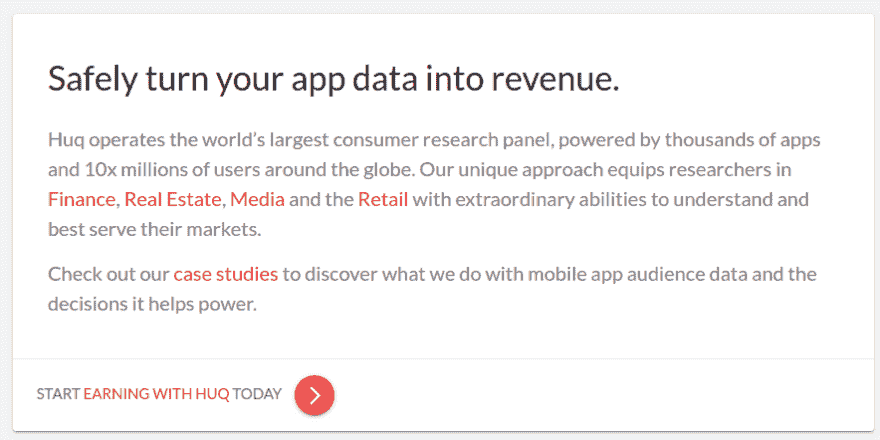 Safely turn your app data into revenue.
Huq operates the world's largest consumer research panel, powered by thousands of apps
and 10x millions of users around the globe. Our unique approach equips researchers in
Finance, Real Estate, Media and the Retail with extraordinary abilities to understand and
best serve their markets.
Check out our case studies to discover what we do with mobile app audience data and the
decisions it helps power.
START EARNING WITH HUQ TODAY